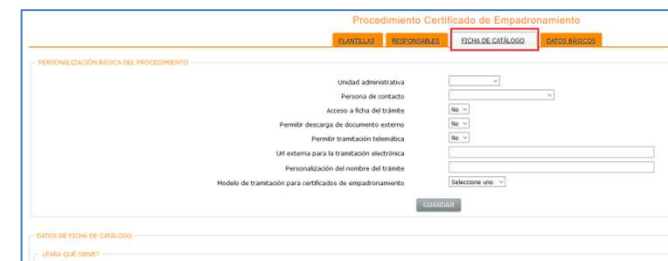 Procedimiento Certificado de Empadronamiento
PLANTILLAS RESPONSABLES FICHA DE CATÁLOGO DATOS BÁSICOS
PERSONALIZACIÓN BÁSICA DEL PROCEDIMIENTO
Unidad administrativa
Persona de contacto
Acceso a ficha del trámite No
Permitir descarga de documento externo No
Permitir tramitación telemática No
Url externa para la tramitación electrónica
Personalización del nombre del trámite
Modelo de tramitación para certificados de empadronamiento Seleccione uno
GUARDAR
DATOS DE FICHA DE CATÁLOGO
¿PARA QUÉ SIRVE?